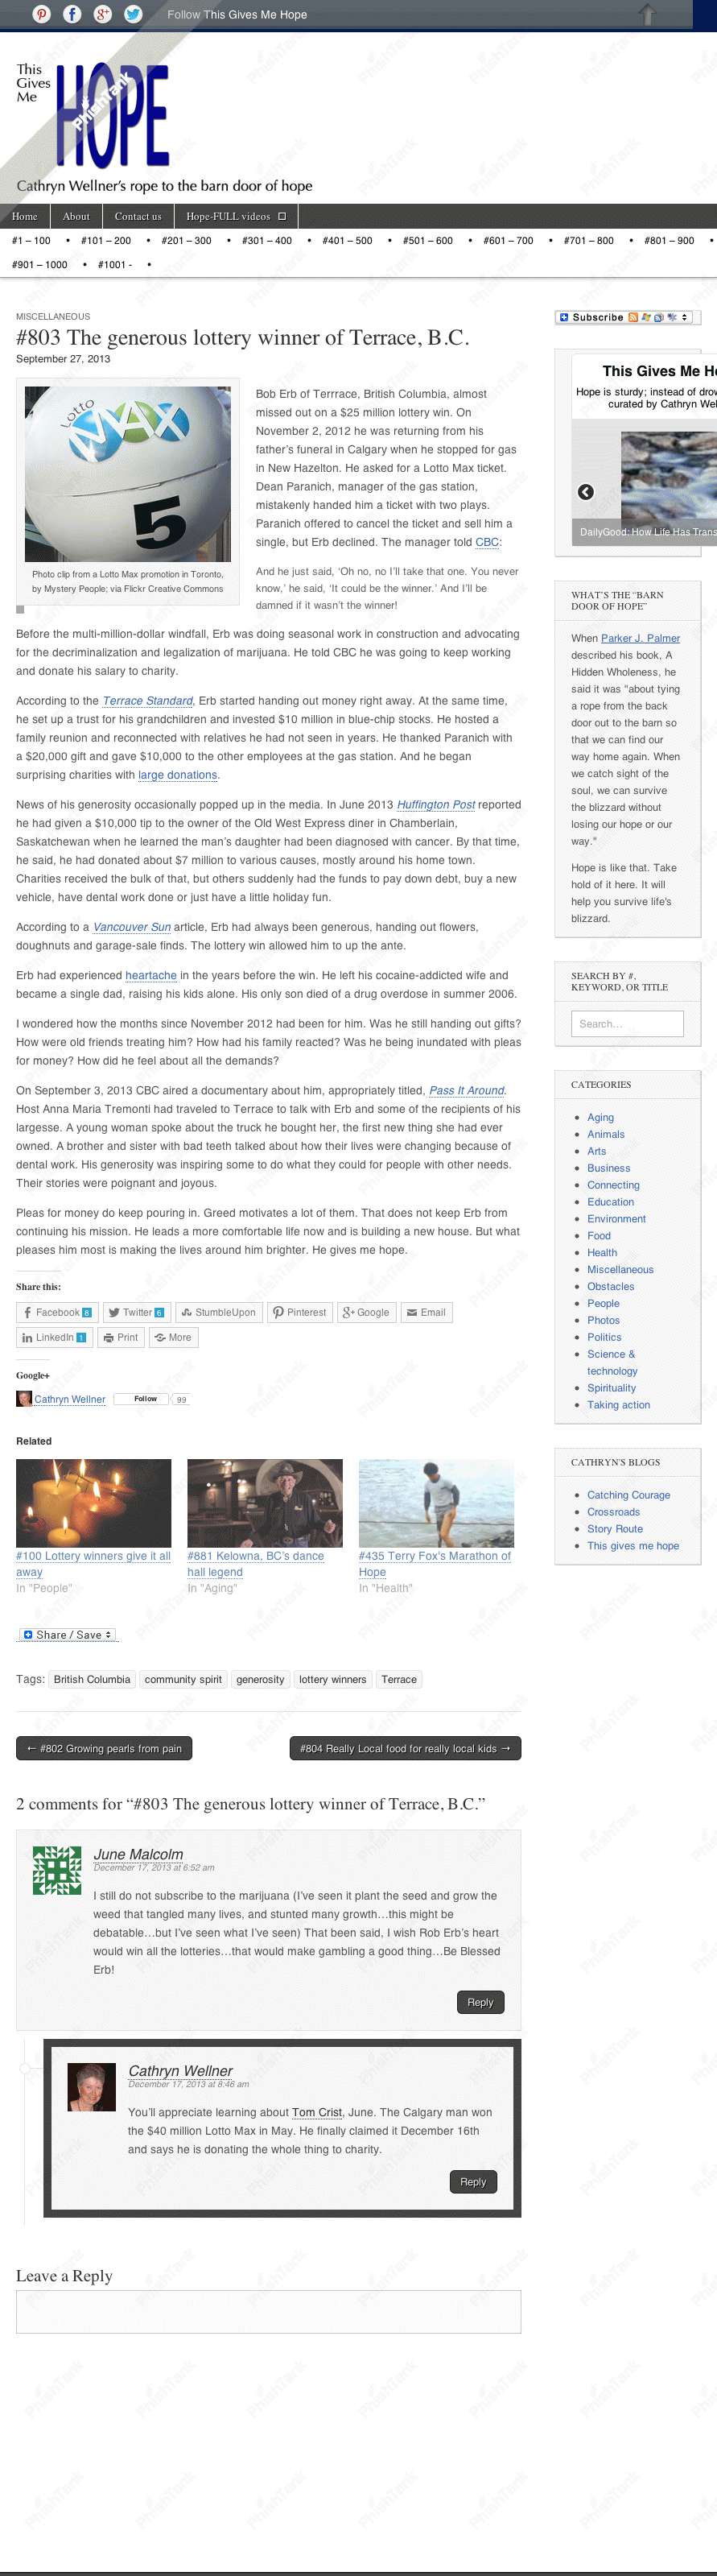 Follow This Gives Me Hope
This
Gives
Me
HOPE
PhishTank
Cathryn Wellner's rope to the barn door of hope
Home
About
Contact us
Hope-FULL videos
#1 – 100 • #101 – 200 • #201 – 300 • #301 – 400 • #401 – 500 • #501 – 600 • #601 – 700 • #701 – 800 • #801 – 900 •
#901 – 1000 • #1001 - •
MISCELLANEOUS
#803 The generous lottery winner of Terrace, B.C.
September 27, 2013
Lotto
MAX
5
Photo clip from a Lotto Max promotion in Toronto,
by Mystery People; via Flickr Creative Commons
Bob Erb of Terrrace, British Columbia, almost
missed out on a $25 million lottery win. On
November 2, 2012 he was returning from his
father's funeral in Calgary when he stopped for gas
in New Hazelton. He asked for a Lotto Max ticket.
Dean Paranich, manager of the gas station,
mistakenly handed him a ticket with two plays.
Paranich offered to cancel the ticket and sell him a
single, but Erb declined. The manager told CBC:
And he just said, 'Oh no, no I'll take that one. You never
know,' he said, 'It could be the winner.' And I'll be
damned if it wasn't the winner!
Before the multi-million-dollar windfall, Erb was doing seasonal work in construction and advocating
for the decriminalization and legalization of marijuana. He told CBC he was going to keep working
and donate his salary to charity.
According to the Terrace Standard, Erb started handing out money right away. At the same time,
he set up a trust for his grandchildren and invested $10 million in blue-chip stocks. He hosted a
family reunion and reconnected with relatives he had not seen in years. He thanked Paranich with
a $20,000 gift and gave $10,000 to the other employees at the gas station. And he began
surprising charities with large donations.
News of his generosity occasionally popped up in the media. In June 2013 Huffington Post reported
he had given a $10,000 tip to the owner of the Old West Express diner in Chamberlain,
Saskatchewan when he learned the man's daughter had been diagnosed with cancer. By that time,
he said, he had donated about $7 million to various causes, mostly around his home town.
Charities received the bulk of that, but others suddenly had the funds to pay down debt, buy a new
vehicle, have dental work done or just have a little holiday fun.
According to a Vancouver Sun article, Erb had always been generous, handing out flowers,
doughnuts and garage-sale finds. The lottery win allowed him to up the ante.
Erb had experienced heartache in the years before the win. He left his cocaine-addicted wife and
became a single dad, raising his kids alone. His only son died of a drug overdose in summer 2006.
I wondered how the months since November 2012 had been for him. Was he still handing out gifts?
How were old friends treating him? How had his family reacted? Was he being inundated with pleas
for money? How did he feel about all the demands?
On September 3, 2013 CBC aired a documentary about him, appropriately titled, Pass It Around.
Host Anna Maria Tremonti had traveled to Terrace to talk with Erb and some of the recipients of his
largesse. A young woman spoke about the truck he bought her, the first new thing she had ever
owned. A brother and sister with bad teeth talked about how their lives were changing because of
dental work. His generosity was inspiring some to do what they could for people with other needs.
Their stories were poignant and joyous.
Pleas for money do keep pouring in. Greed motivates a lot of them. That does not keep Erb from
continuing his mission. He leads a more comfortable life now and is building a new house. But what
pleases him most is making the lives around him brighter. He gives me hope.
Share this:
Facebook 8
Twitter 6
StumbleUpon
Pinterest
Google
Email
LinkedIn 1
Print
More
Google+
Cathryn Wellner
Follow
99
Related
#100 Lottery winners give it all
away
In "People"
#881 Kelowna, BC's dance
hall legend
In "Aging"
#435 Terry Fox's Marathon of
Hope
In "Health"
Share / Save
Tags: British Columbia community spirit generosity lottery winners Terrace
← #802 Growing pearls from pain
#804 Really Local food for really local kids →
2 comments for “#803 The generous lottery winner of Terrace, B.C.”
June Malcolm
December 17, 2013 at 6:52 am
I still do not subscribe to the marijuana (I've seen it plant the seed and grow the
weed that tangled many lives, and stunted many growth…this might be
debatable…but I've seen what I've seen) That been said, I wish Rob Erb's heart
would win all the lotteries…that would make gambling a good thing…Be Blessed
Erb!
Reply
Cathryn Wellner
December 17, 2013 at 8:46 am
You'll appreciate learning about Tom Crist, June. The Calgary man won
the $40 million Lotto Max in May. He finally claimed it December 16th
and says he is donating the whole thing to charity.
Reply
Leave a Reply
Subscribe
This Gives Me H
Hope is sturdy; instead of
curated by Cathryn Wel
DailyGood: How Life Has Trans
WHAT'S THE “BARN
DOOR OF HOPE”
When Parker J. Palmer
described his book, A
Hidden Wholeness, he
said it was "about tying
a rope from the back
door out to the barn so
that we can find our
way home again. When
we catch sight of the
soul, we can survive
the blizzard without
losing our hope or our
way."
Hope is like that. Take
hold of it here. It will
help you survive life's
blizzard.
SEARCH BY #,
KEYWORD, OR TITLE
Search…
CATEGORIES
Aging
Animals
Arts
Business
Connecting
Education
Environment
Food
Health
Miscellaneous
Obstacles
People
Photos
Politics
Science &
technology
Spirituality
Taking action
CATHRYN'S BLOGS
Catching Courage
Crossroads
Story Route
This gives me hope